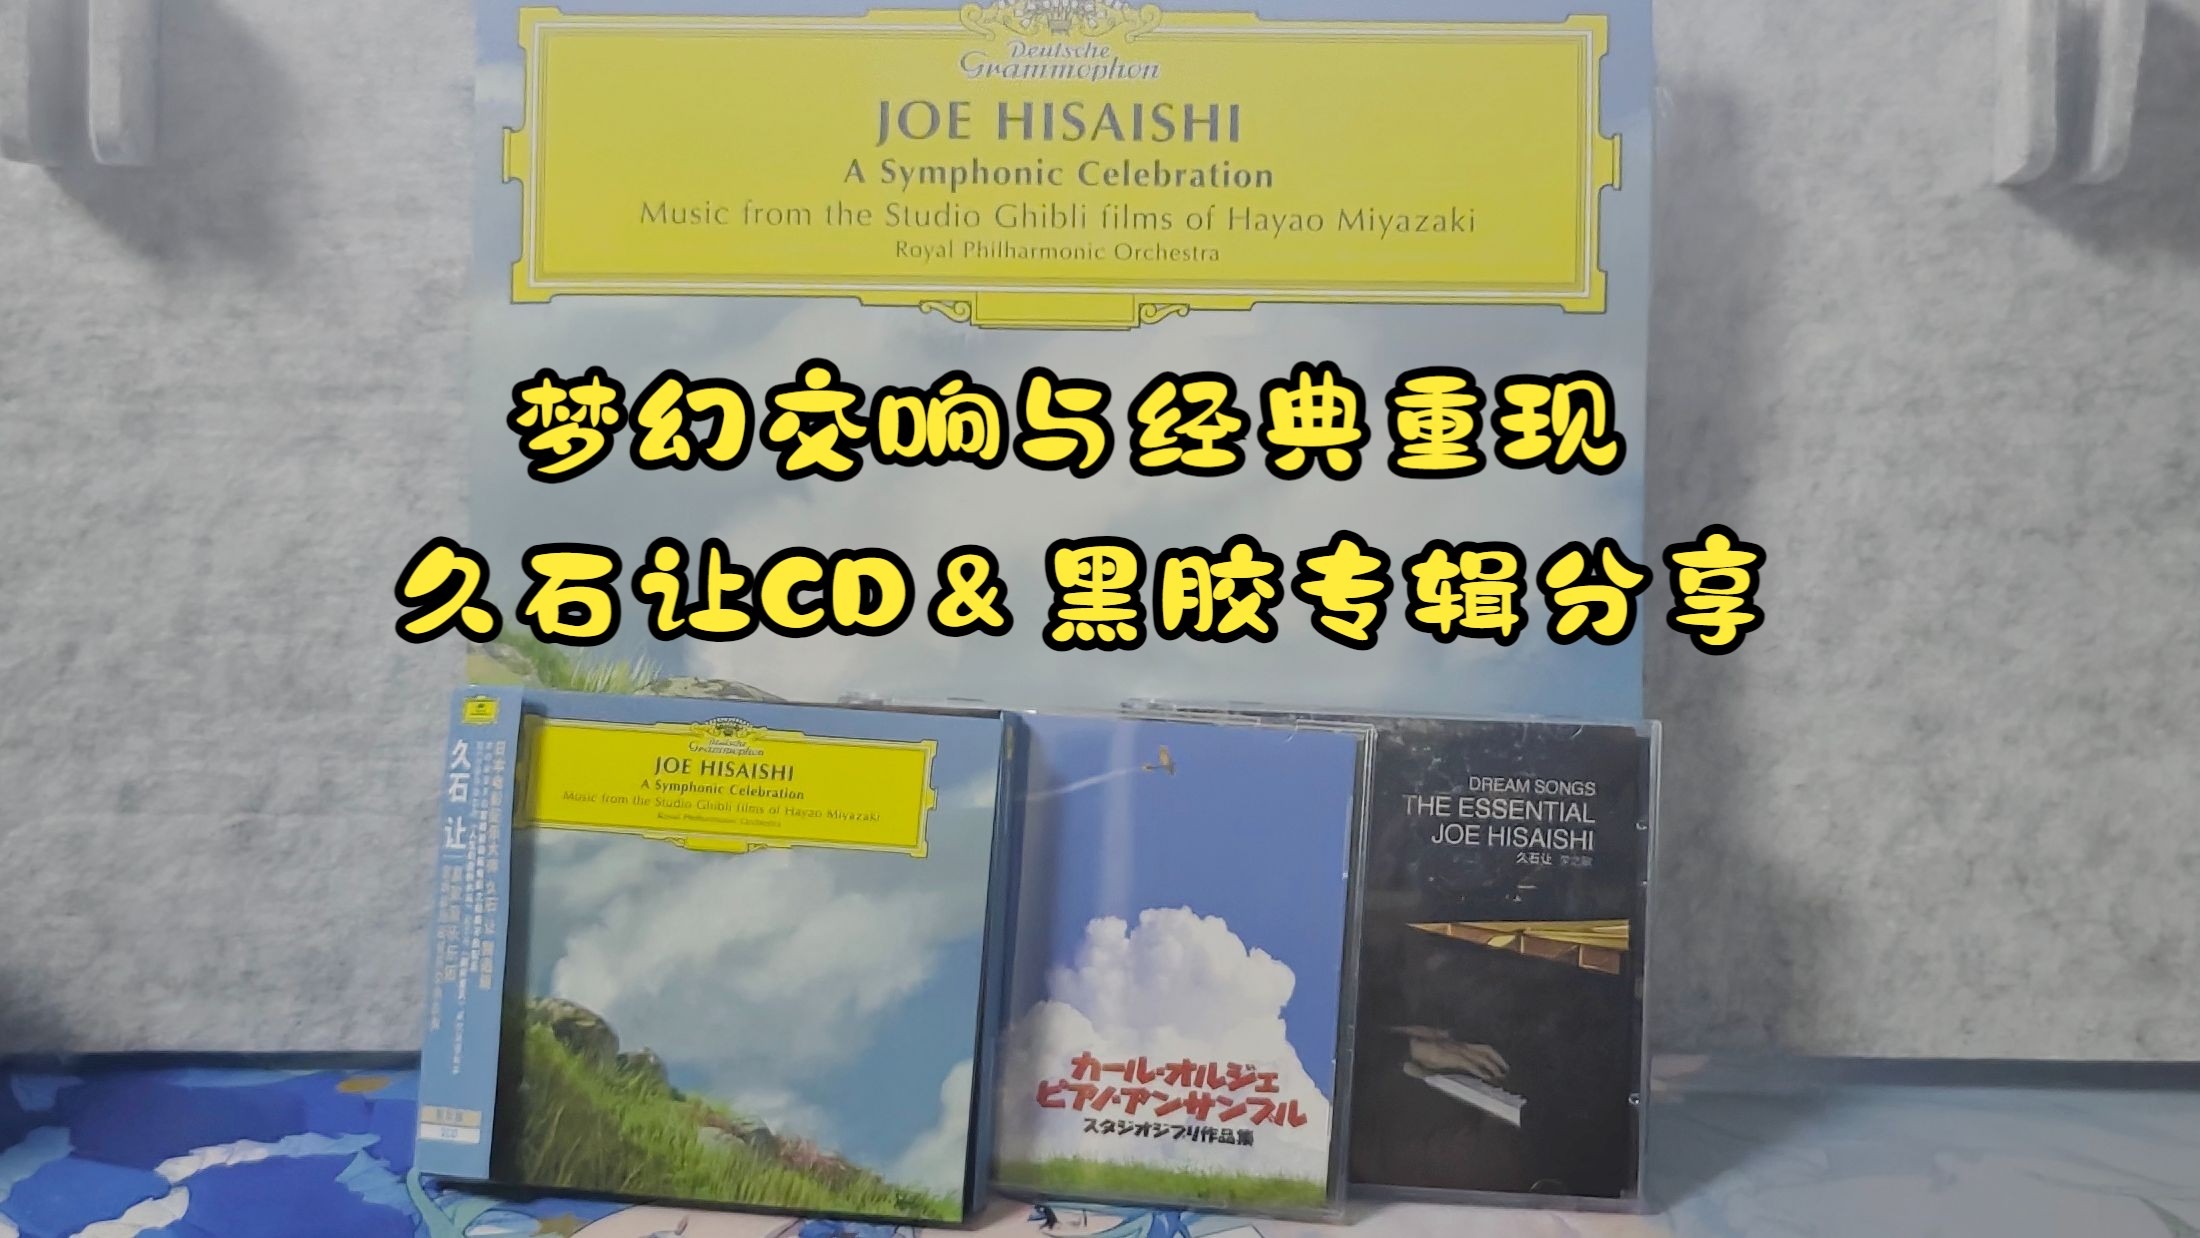 Deutsche
Grammophon
JOE HISAISHI
A Symphonic Celebration
Music from the Studio Ghibli films of Hayao Miyazaki
Royal Philharmonic Orchestra
梦幻交响与经典重现
久石让CD& 黑胶专辑分享
久石 让
Deutsche
Grammophon
JOE HISAISHI
A Symphonic Celebration
Music from the Studio Ghibli films of Hayao Miyazaki
Royal Philharmonic Orchestra
2CD
カール・オルジェ
ピアノ・アンサンブル
スタジオジブリ作品集
DREAM SONGS
THE ESSENTIAL
JOE HISAISHI
久石让 梦之歌